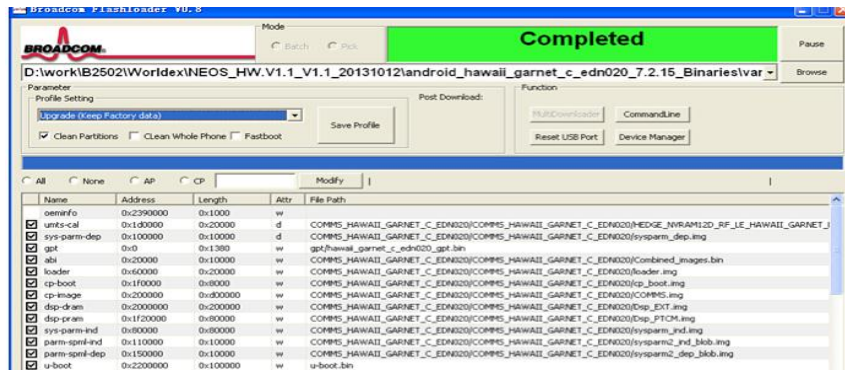 Broadcom Flashloader V0.8
BROADCOM.
Mode
Batch Pick
Completed
Pause
D:\work\B2502\Worldex\NEOS_HW.V1.1_V1.1_20131012\android_hawaii_garnet_c_edn020_7.2.15_Binaries\var
Browse
Parameter
Profile Setting
Upgrade (Keep Factory data)
Clean Partitions CLean Whole Phone Fastboot
Save Profile
Post Download:
Function
MultiDownloader CommandLine
Reset USB Port Device Manager
All None AP CP Modify
Name Address Length Attr File Path
oeminfo 0x2390000 0x1000 w
umts-cal 0x1d0000 0x20000 d COMMS_HAWAII_GARNET_C_EDN020/COMMS_HAWAII_GARNET_C_EDN020/HEDGE_NVRAM12D_RF_LE_HAWAII_GARNET_
sys-parm-dep 0x100000 0x10000 d COMMS_HAWAII_GARNET_C_EDN020/COMMS_HAWAII_GARNET_C_EDN020/sysparm_dep.img
gpt 0x0 0x1380 w gpt/hawaii_garnet_c_edn020_gpt.bin
abi 0x20000 0x10000 w COMMS_HAWAII_GARNET_C_EDN020/COMMS_HAWAII_GARNET_C_EDN020/Combined_images.bin
loader 0x60000 0x20000 w COMMS_HAWAII_GARNET_C_EDN020/COMMS_HAWAII_GARNET_C_EDN020/loader.img
cp-boot 0x1f0000 0x8000 w COMMS_HAWAII_GARNET_C_EDN020/COMMS_HAWAII_GARNET_C_EDN020/cp_boot.img
cp-image 0x200000 0xd00000 w COMMS_HAWAII_GARNET_C_EDN020/COMMS_HAWAII_GARNET_C_EDN020/COMMS.img
dsp-dram 0x2000000 0x200000 w COMMS_HAWAII_GARNET_C_EDN020/COMMS_HAWAII_GARNET_C_EDN020/Dsp_EXT.img
dsp-pram 0x1f20000 0x80000 w COMMS_HAWAII_GARNET_C_EDN020/COMMS_HAWAII_GARNET_C_EDN020/Dsp_PTCM.img
sys-parm-ind 0x80000 0x80000 w COMMS_HAWAII_GARNET_C_EDN020/COMMS_HAWAII_GARNET_C_EDN020/sysparm_ind.img
parm-spml-ind 0x110000 0x10000 w COMMS_HAWAII_GARNET_C_EDN020/COMMS_HAWAII_GARNET_C_EDN020/sysparm2_ind_blob.img
parm-spml-dep 0x150000 0x10000 w COMMS_HAWAII_GARNET_C_EDN020/COMMS_HAWAII_GARNET_C_EDN020/sysparm2_dep_blob.img
u-boot 0x2200000 0x100000 w u-boot.bin